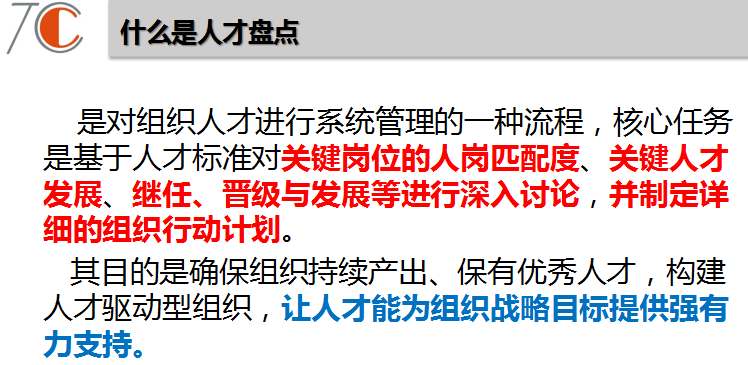 7C
什么是人才盘点
是对组织人才进行系统管理的一种流程，核心任务
是基于人才标准对关键岗位的人岗匹配度、关键人才
发展、继任、晋级与发展等进行深入讨论，并制定详
细的组织行动计划。
其目的是确保组织持续产出、保有优秀人才，构建
人才驱动型组织，让人才能为组织战略目标提供强有
力支持。